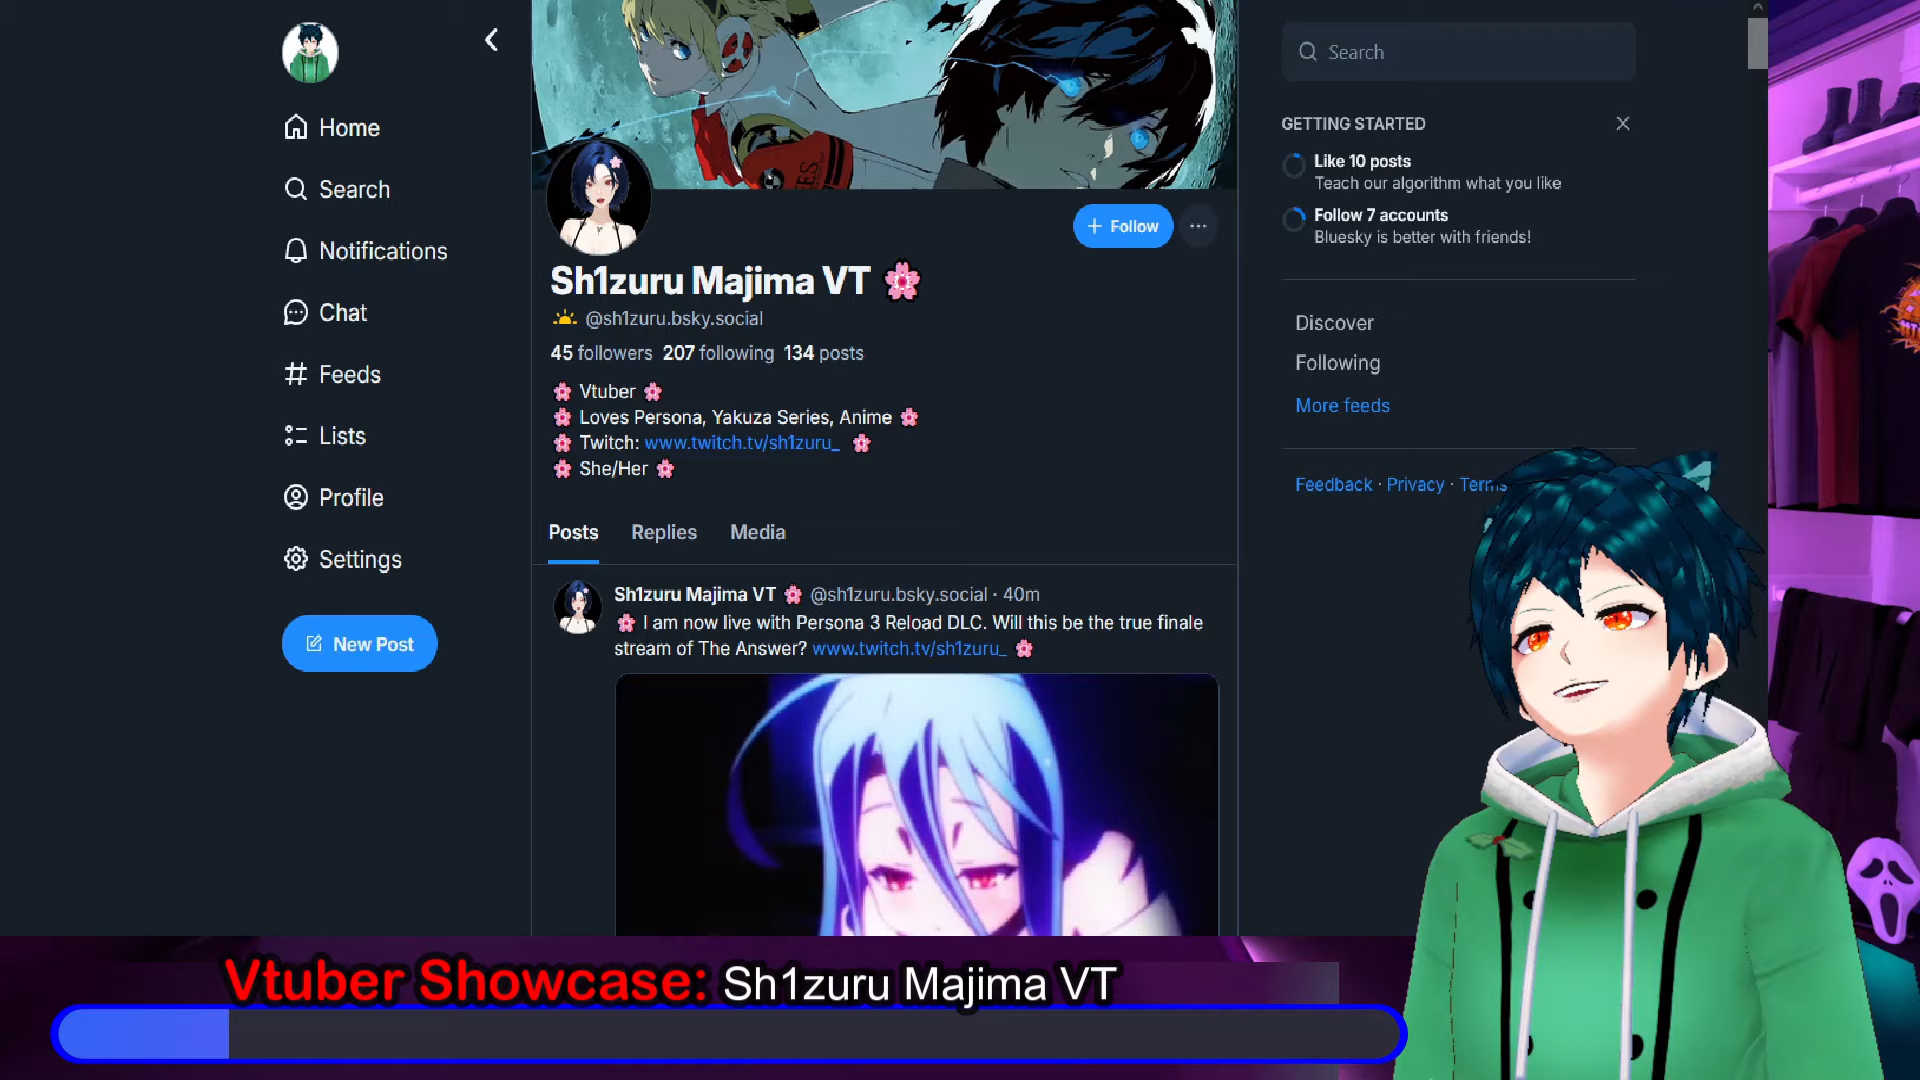 Home
Search
Notifications
Chat
Feeds
Lists
Profile
Settings
New Post
+ Follow
Sh1zuru Majima VT 🌸
@sh1zuru.bsky.social
45 followers 207 following 134 posts
🌸 Vtuber 🌸
🌸 Loves Persona, Yakuza Series, Anime 🌸
🌸 Twitch: www.twitch.tv/sh1zuru_ 🌸
🌸 She/Her 🌸
Posts Replies Media
Sh1zuru Majima VT 🌸 @sh1zuru.bsky.social · 40m
🌸 I am now live with Persona 3 Reload DLC. Will this be the true finale
stream of The Answer? www.twitch.tv/sh1zuru_ 🌸
Search
GETTING STARTED
Like 10 posts
Teach our algorithm what you like
Follow 7 accounts
Bluesky is better with friends!
Discover
Following
More feeds
Feedback · Privacy · Terms
Vtuber Showcase: Sh1zuru Majima VT